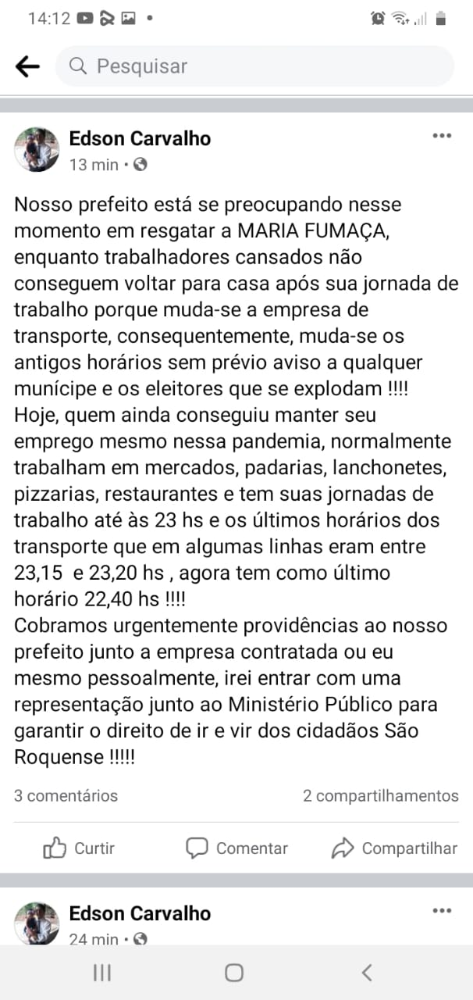 14:12
Pesquisar
Edson Carvalho
13 min
Nosso prefeito está se preocupando nesse
momento em resgatar a MARIA FUMAÇA,
enquanto trabalhadores cansados não
conseguem voltar para casa após sua jornada de
trabalho porque muda-se a empresa de
transporte, consequentemente, muda-se os
antigos horários sem prévio aviso a qualquer
munícipe e os eleitores que se explodam !!!!
Hoje, quem ainda conseguiu manter seu
emprego mesmo nessa pandemia, normalmente
trabalham em mercados, padarias, lanchonetes,
pizzarias, restaurantes e tem suas jornadas de
trabalho até às 23 hs e os últimos horários dos
transporte que em algumas linhas eram entre
23,15  e 23,20 hs , agora tem como último
horário 22,40 hs !!!!
Cobramos urgentemente providências ao nosso
prefeito junto a empresa contratada ou eu
mesmo pessoalmente, irei entrar com uma
representação junto ao Ministério Público para
garantir o direito de ir e vir dos cidadãos São
Roquense !!!!!
3 comentários 2 compartilhamentos
Curtir Comentar Compartilhar
Edson Carvalho
24 min